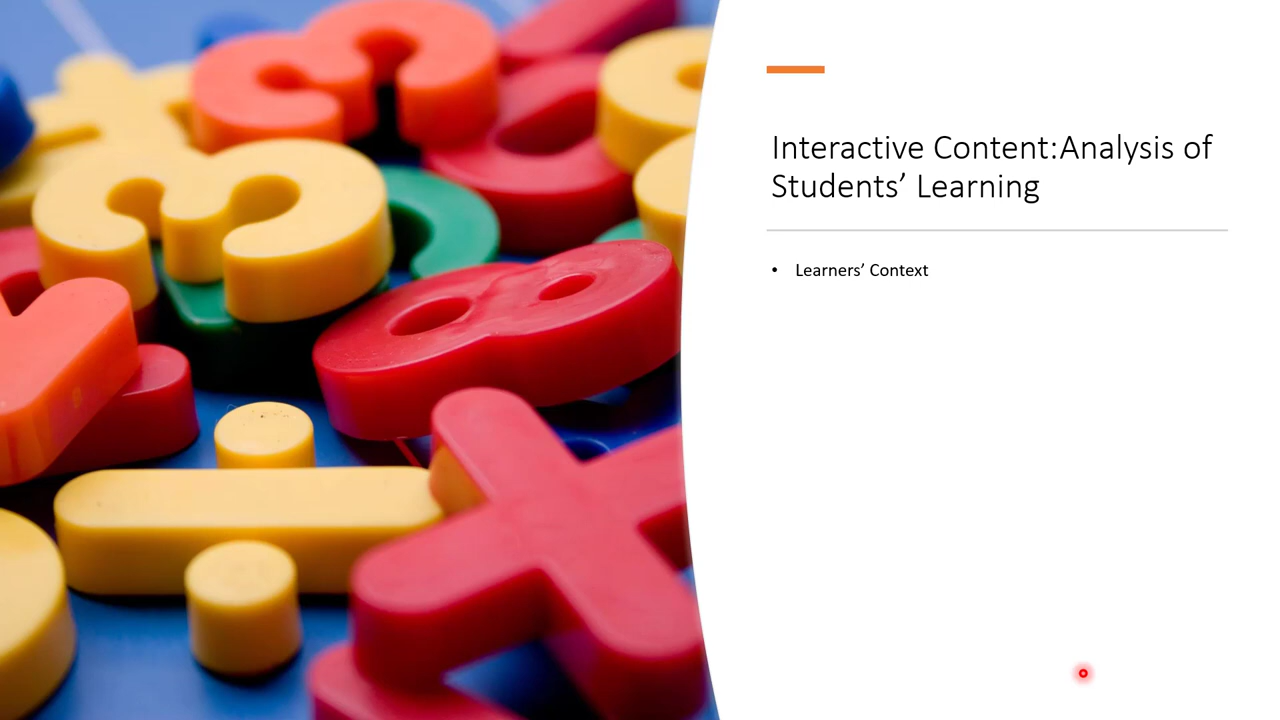 Interactive Content:Analysis of
Students’ Learning
• Learners’ Context